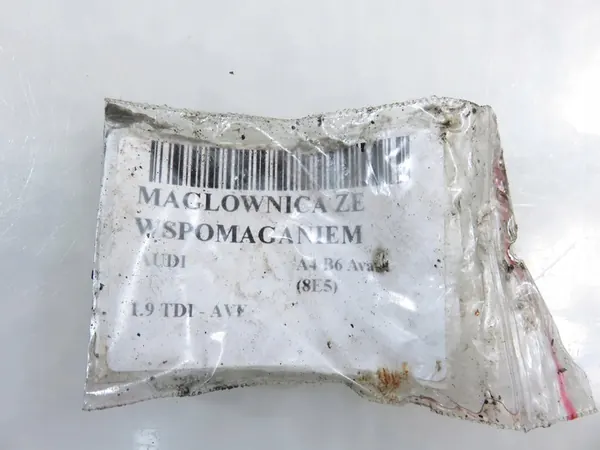 MAGLOWNICA ZE
WSPOMAGANIEM
AUDI A4 B6 Avant
(8E5)
1.9 TDI - AVF